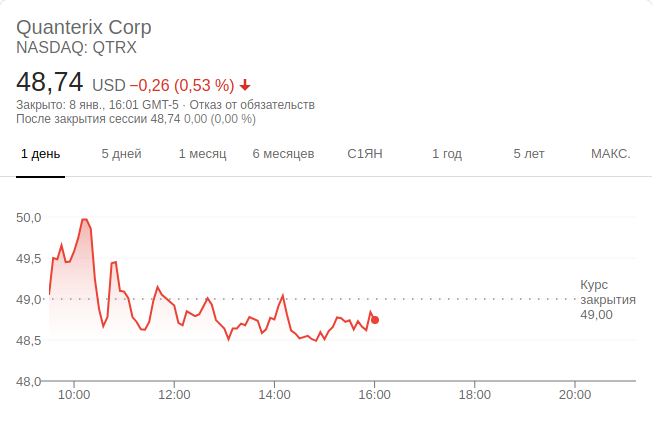 Quanterix Corp
NASDAQ: QTRX
48,74 USD −0,26 (0,53 %)
Закрыто: 8 янв., 16:01 GMT-5 · Отказ от обязательств
После закрытия сессии 48,74 0,00 (0,00 %)
1 день 5 дней 1 месяц 6 месяцев С1ЯН 1 год 5 лет МАКС.
50,0
49,5
49,0
48,5
48,0
Курс
закрытия
49,00
10:00 12:00 14:00 16:00 18:00 20:00